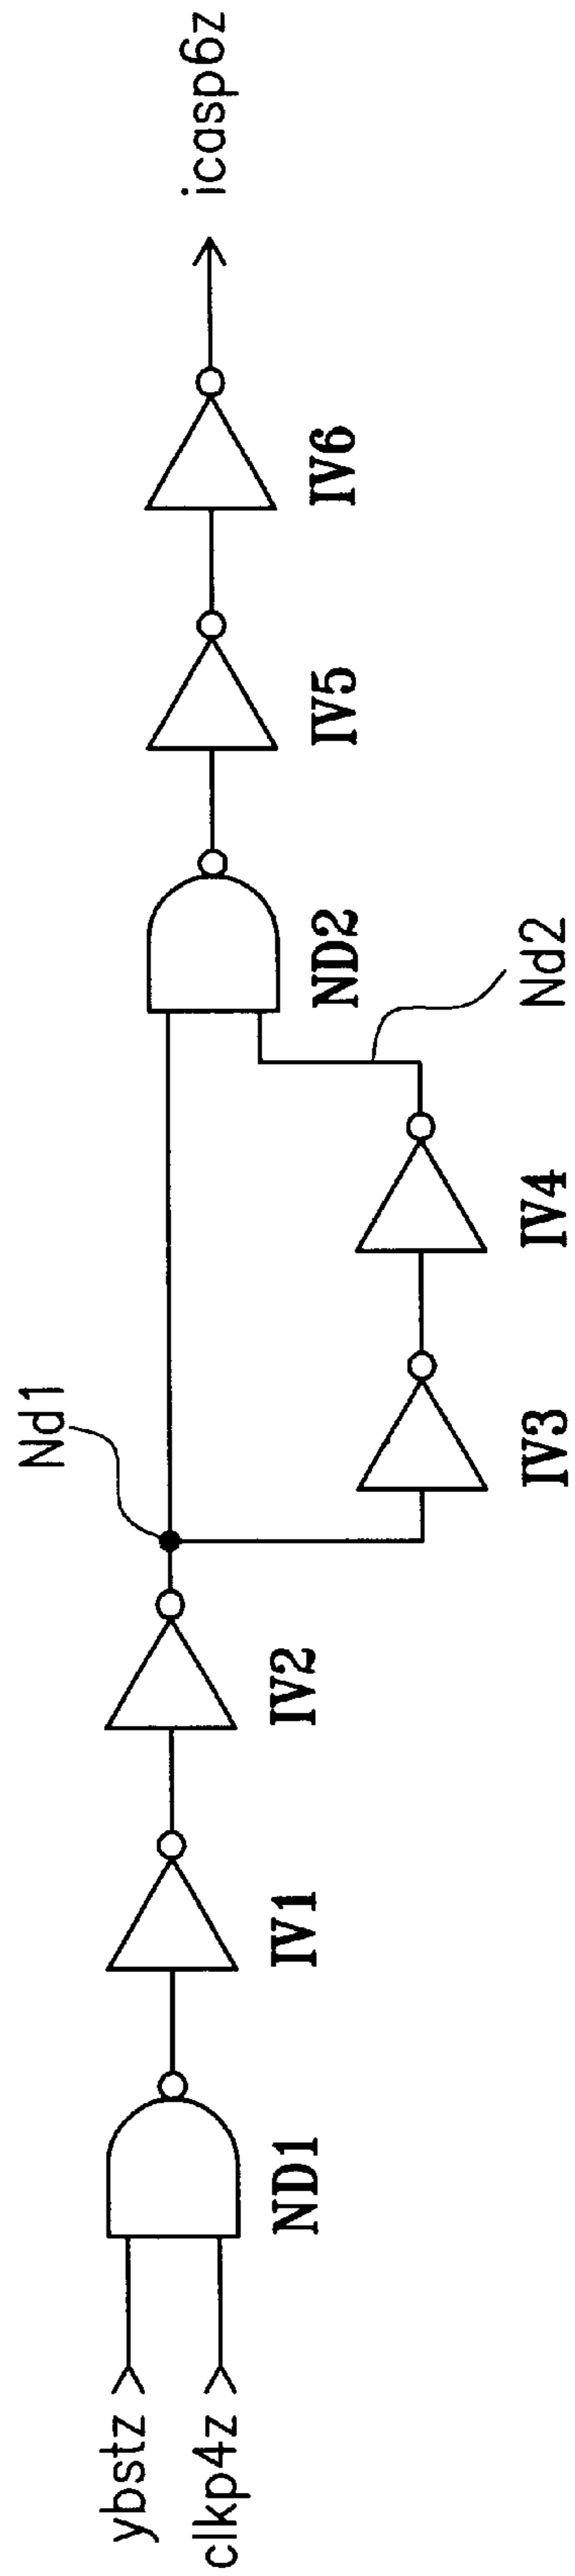 ybstz
clkp4z
ND1
IV1
IV2
Nd1
IV3
IV4
Nd2
ND2
IV5
IV6
icasp6z